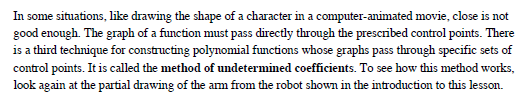 In some situations, like drawing the shape of a character in a computer-animated movie, close is not
good enough. The graph of a function must pass directly through the prescribed control points. There
is a third technique for constructing polynomial functions whose graphs pass through specific sets of
control points. It is called the method of undetermined coefficients. To see how this method works,
look again at the partial drawing of the arm from the robot shown in the introduction to this lesson.